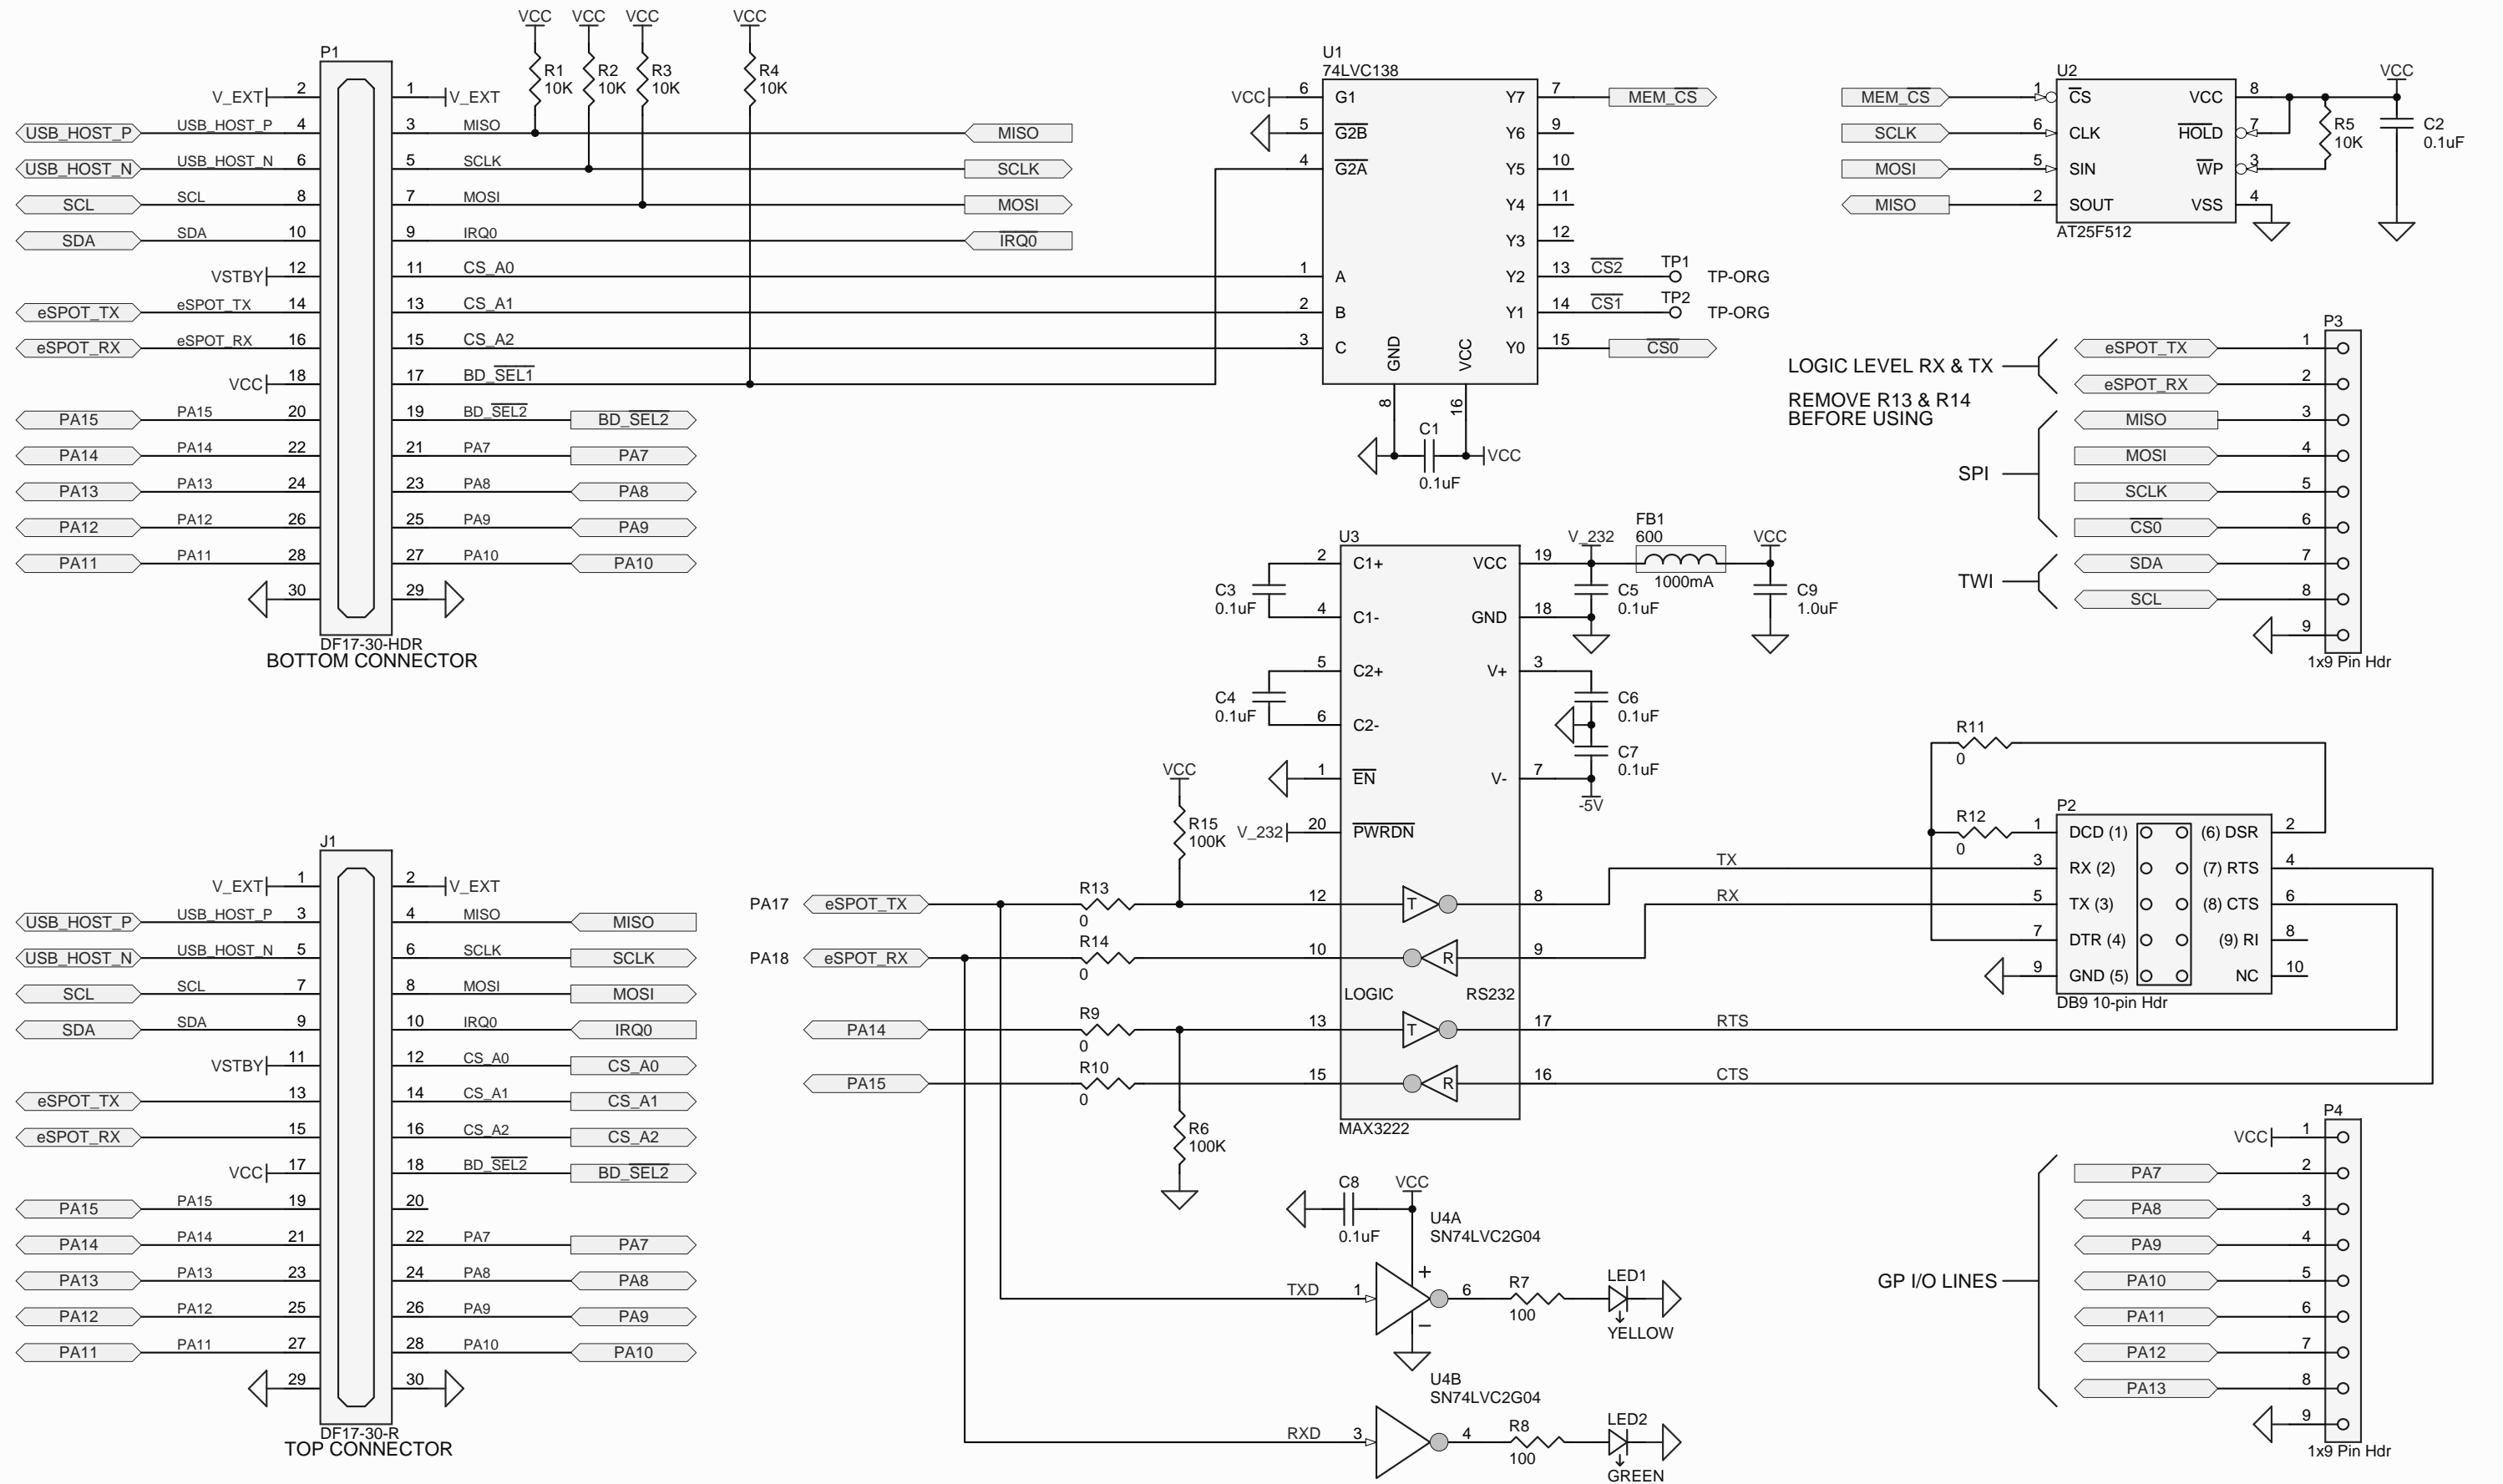 P1
VCC
VCC
VCC
VCC
R1
10K
R2
10K
R3
10K
R4
10K
V_EXT 2 1 V_EXT
USB_HOST_P USB_HOST_P 4 3 MISO MISO
USB_HOST_N USB_HOST_N 6 5 SCLK SCLK
SCL SCL 8 7 MOSI MOSI
SDA SDA 10 9 IRQ0 IRQ0
VSTBY 12 11 CS_A0
eSPOT_TX eSPOT_TX 14 13 CS_A1
eSPOT_RX eSPOT_RX 16 15 CS_A2
VCC 18 17 BD_SEL1
PA15 PA15 20 19 BD_SEL2 BD_SEL2
PA14 PA14 22 21 PA7 PA7
PA13 PA13 24 23 PA8 PA8
PA12 PA12 26 25 PA9 PA9
PA11 PA11 28 27 PA10 PA10
30 29
DF17-30-HDR
BOTTOM CONNECTOR
U1
74LVC138
VCC 6 G1 Y7 7 MEM_CS
5 G2B Y6 9
4 G2A Y5 10
Y4 11
Y3 12
1 A Y2 13 CS2 TP1 TP-ORG
2 B Y1 14 CS1 TP2 TP-ORG
3 C Y0 15 CS0
GND VCC
8 16
C1
VCC
0.1uF
U2
VCC
MEM_CS 1 CS VCC 8
SCLK 6 CLK HOLD 7
MOSI 5 SIN WP 3
MISO 2 SOUT VSS 4
AT25F512
R5
10K
C2
0.1uF
P3
LOGIC LEVEL RX & TX
REMOVE R13 & R14
BEFORE USING
SPI
TWI
eSPOT_TX 1
eSPOT_RX 2
MISO 3
MOSI 4
SCLK 5
CS0 6
SDA 7
SCL 8
9
1x9 Pin Hdr
U3
V_232
FB1
600
VCC
1000mA
2 C1+ VCC 19
C3
0.1uF
C5
0.1uF
C9
1.0uF
4 C1- GND 18
5 C2+ V+ 3
C4
0.1uF
C6
0.1uF
6 C2-
C7
0.1uF
1 EN V- 7
-5V
V_232 20 PWRDN
VCC
R15
100K
PA17 eSPOT_TX R13 0 12 T 8 TX
PA18 eSPOT_RX R14 0 10 R 9 RX
LOGIC RS232
PA14 R9 0 13 T 17 RTS
PA15 R10 0 15 R 16 CTS
MAX3222
R6
100K
R11
0
R12
0
P2
1 DCD (1) (6) DSR 2
3 RX (2) (7) RTS 4
5 TX (3) (8) CTS 6
7 DTR (4) (9) RI 8
9 GND (5) NC 10
DB9 10-pin Hdr
J1
V_EXT 1 2 V_EXT
USB_HOST_P USB_HOST_P 3 4 MISO MISO
USB_HOST_N USB_HOST_N 5 6 SCLK SCLK
SCL SCL 7 8 MOSI MOSI
SDA SDA 9 10 IRQ0 IRQ0
VSTBY 11 12 CS_A0 CS_A0
eSPOT_TX 13 14 CS_A1 CS_A1
eSPOT_RX 15 16 CS_A2 CS_A2
VCC 17 18 BD_SEL2 BD_SEL2
PA15 PA15 19 20
PA14 PA14 21 22 PA7 PA7
PA13 PA13 23 24 PA8 PA8
PA12 PA12 25 26 PA9 PA9
PA11 PA11 27 28 PA10 PA10
29 30
DF17-30-R
TOP CONNECTOR
C8
0.1uF
VCC
U4A
SN74LVC2G04
+
−
TXD 1 6
R7
100
LED1
YELLOW
U4B
SN74LVC2G04
RXD 3 4
R8
100
LED2
GREEN
P4
GP I/O LINES
VCC 1
PA7 2
PA8 3
PA9 4
PA10 5
PA11 6
PA12 7
PA13 8
9
1x9 Pin Hdr